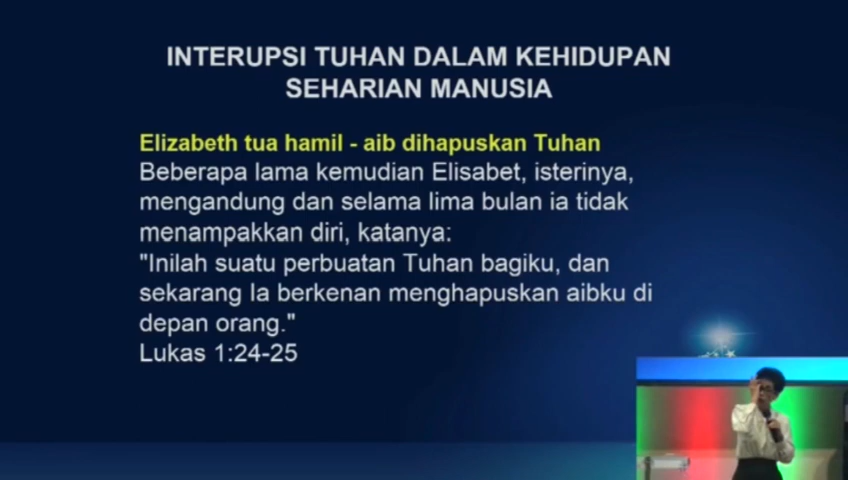 INTERUPSI TUHAN DALAM KEHIDUPAN
SEHARIAN MANUSIA
Elizabeth tua hamil - aib dihapuskan Tuhan
Beberapa lama kemudian Elisabet, isterinya,
mengandung dan selama lima bulan ia tidak
menampakkan diri, katanya:
"Inilah suatu perbuatan Tuhan bagiku, dan
sekarang Ia berkenan menghapuskan aibku di
depan orang."
Lukas 1:24-25